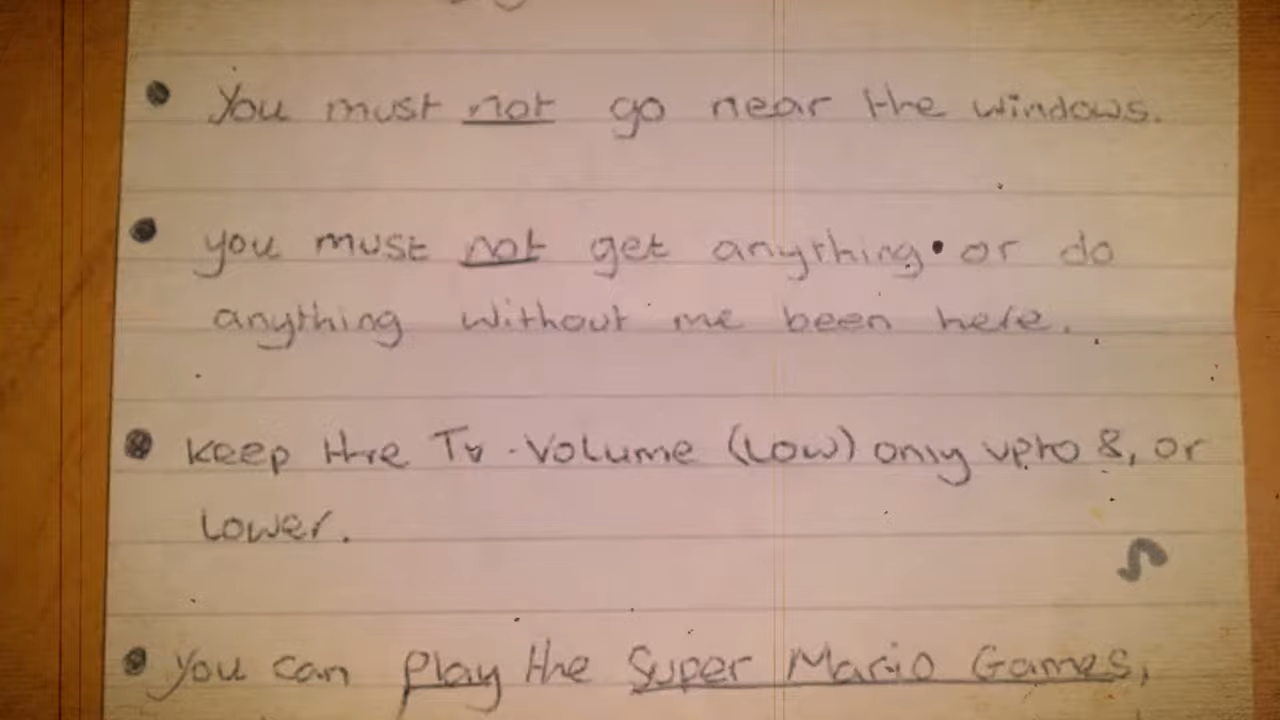 • You must not go near the windows.
• you must not get anything. or do
anything without me been here.
• Keep the Tv. Volume (Low) only upto 8, or
Lower.
• You can play the Super Mario Games,